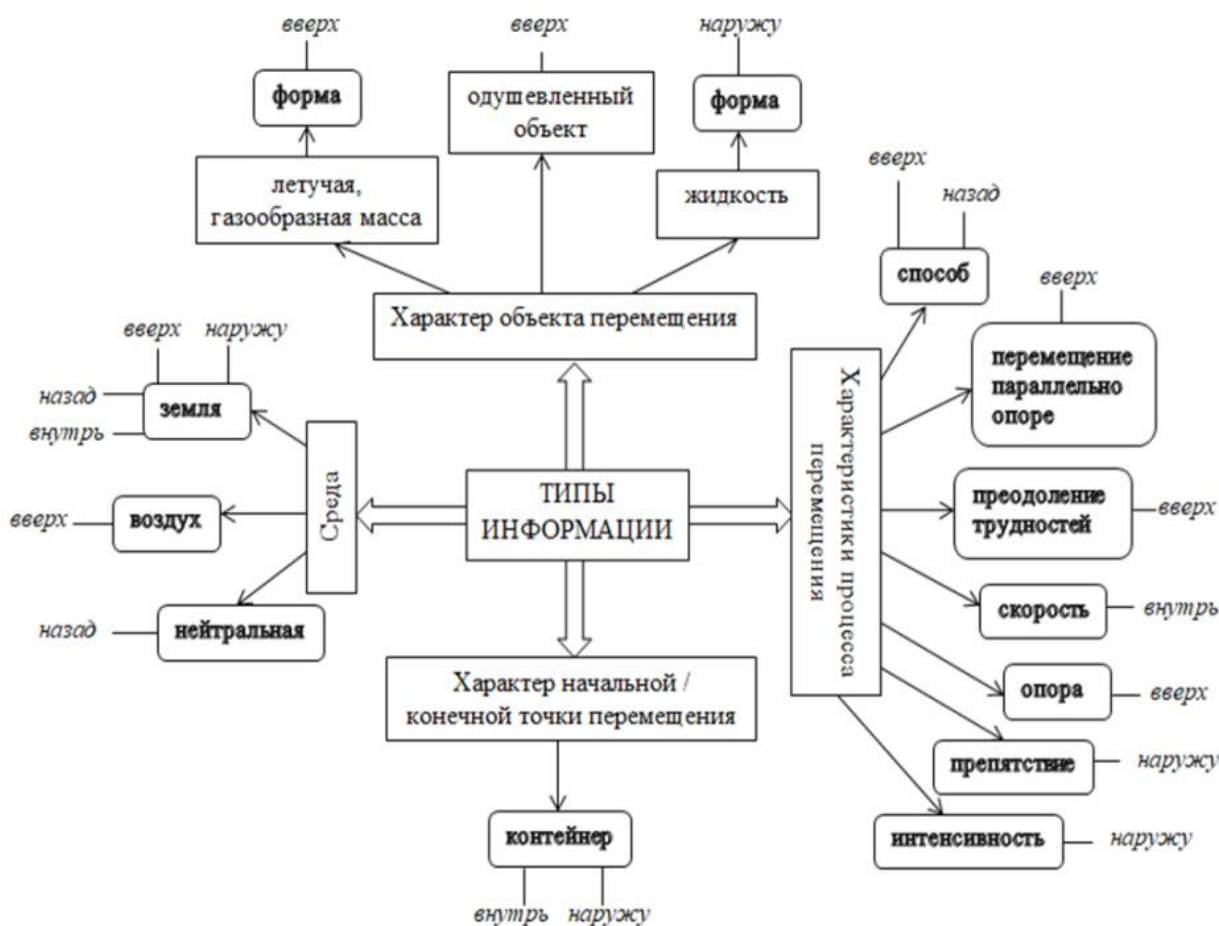 вверх
вверх
наружу
форма
одушевленный
объект
форма
летучая,
газообразная масса
жидкость
вверх
назад
способ
Характер объекта перемещения
вверх
перемещение
параллельно
опоре
вверх
наружу
назад
внутрь
земля
Среда
ТИПЫ
ИНФОРМАЦИИ
Характеристики процесса
перемещения
преодоление
трудностей
вверх
вверх
воздух
скорость
внутрь
назад
нейтральная
опора
вверх
Характер начальной /
конечной точки перемещения
препятствие
наружу
контейнер
интенсивность
наружу
внутрь
наружу